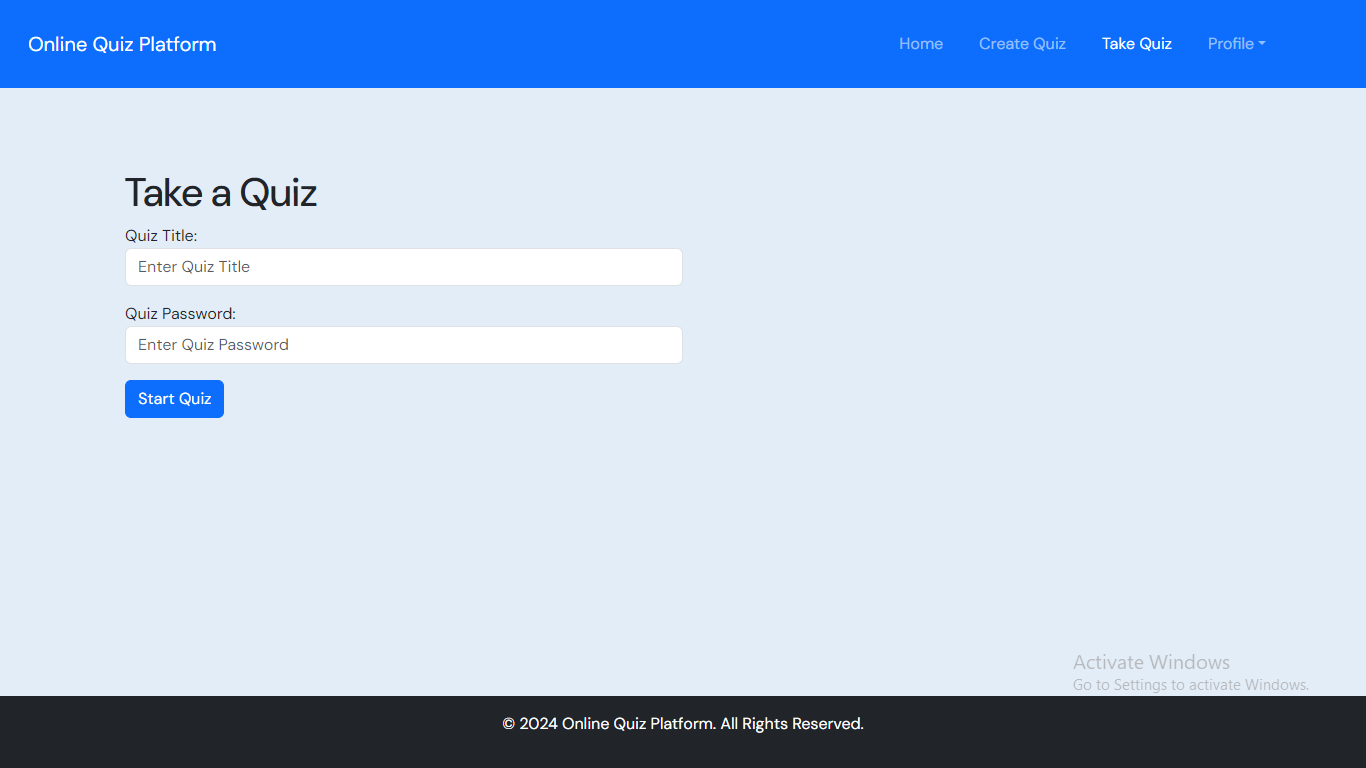 Online Quiz Platform
Home Create Quiz Take Quiz Profile
Take a Quiz
Quiz Title:
Enter Quiz Title
Quiz Password:
Enter Quiz Password
Start Quiz
Activate Windows
Go to Settings to activate Windows.
© 2024 Online Quiz Platform. All Rights Reserved.